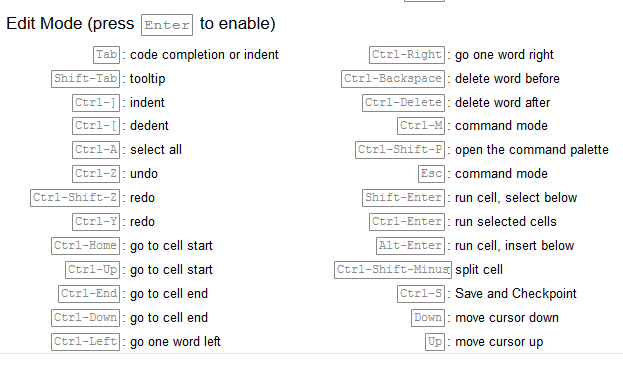 Edit Mode (press Enter to enable)
Tab : code completion or indent
Shift-Tab : tooltip
Ctrl-] : indent
Ctrl-[ : dedent
Ctrl-A : select all
Ctrl-Z : undo
Ctrl-Shift-Z : redo
Ctrl-Y : redo
Ctrl-Home : go to cell start
Ctrl-Up : go to cell start
Ctrl-End : go to cell end
Ctrl-Down : go to cell end
Ctrl-Left : go one word left
Ctrl-Right : go one word right
Ctrl-Backspace : delete word before
Ctrl-Delete : delete word after
Ctrl-M : command mode
Ctrl-Shift-P : open the command palette
Esc : command mode
Shift-Enter : run cell, select below
Ctrl-Enter : run selected cells
Alt-Enter : run cell, insert below
Ctrl-Shift-Minus : split cell
Ctrl-S : Save and Checkpoint
Down : move cursor down
Up : move cursor up